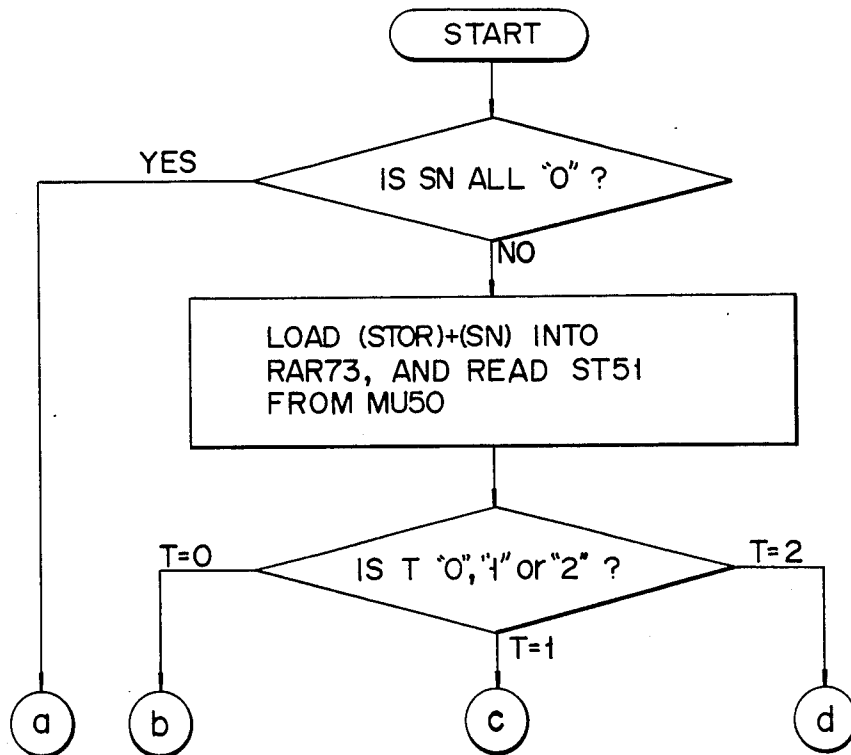 START
YES
IS SN ALL "0" ?
NO
LOAD (STOR)+(SN) INTO
RAR73, AND READ ST51
FROM MU50
T=0
IS T "0","1" or "2" ?
T=2
T=1
a
b
c
d